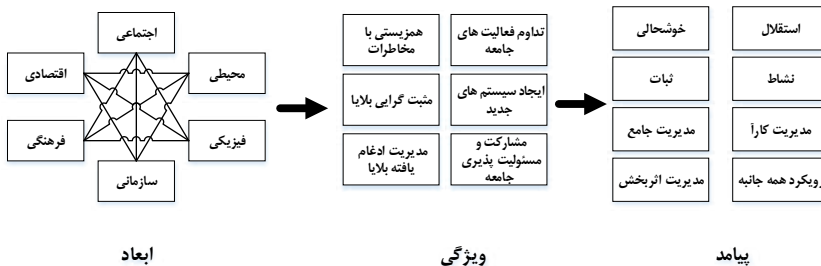 اجتماعی
اقتصادی
محیطی
فرهنگی
فیزیکی
سازمانی
ابعاد
همزیستی با
مخاطرات
تداوم فعالیت های
جامعه
مثبت گرایی بلایا
ایجاد سیستم های
جدید
مدیریت ادغام
یافته بلایا
مشارکت و
مسئولیت پذیری
جامعه
ویژگی
خوشحالی
استقلال
ثبات
نشاط
مدیریت جامع
مدیریت کارآ
مدیریت اثربخش
رویکرد همه جانبه
پیامد